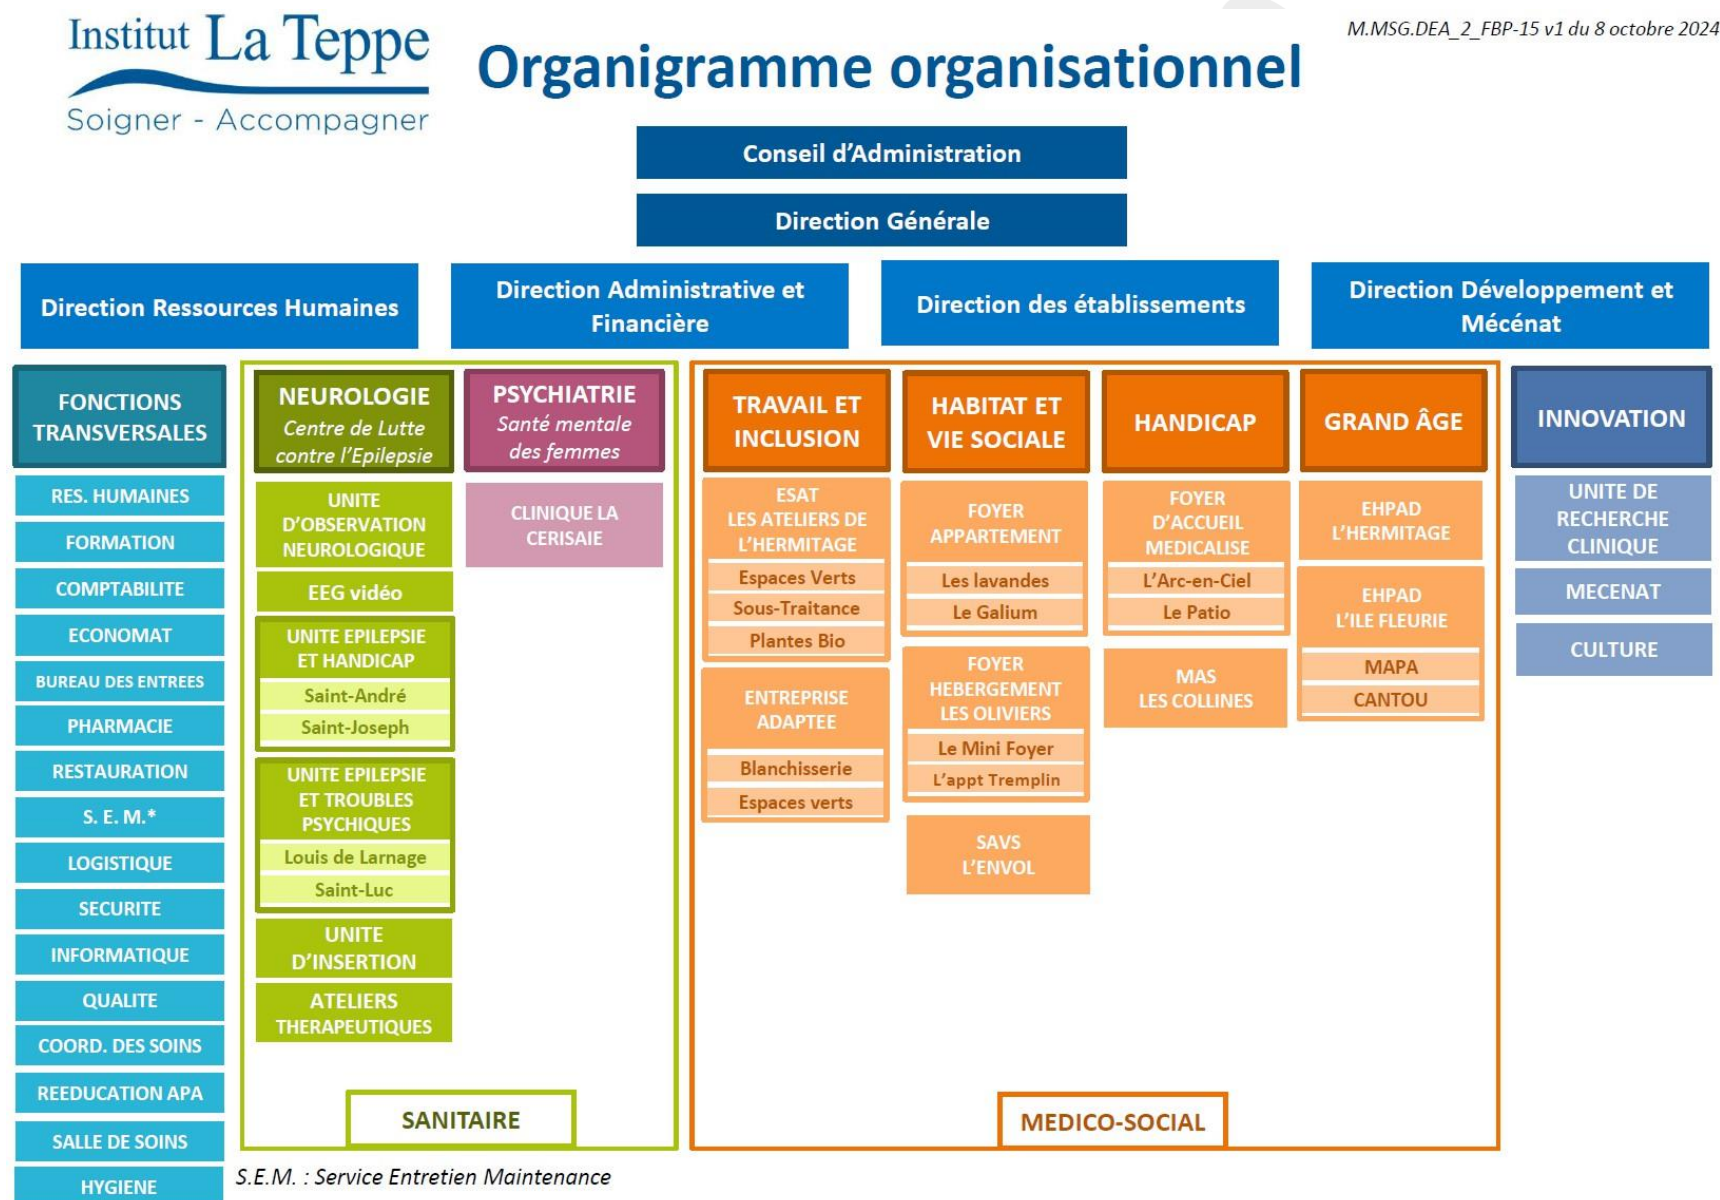 Institut La Teppe
Soigner - Accompagner
Organigramme organisationnel
M.MSG.DEA_2_FBP-15 v1 du 8 octobre 2024
Conseil d'Administration
Direction Générale
Direction Ressources Humaines
Direction Administrative et
Financière
Direction des établissements
Direction Développement et
Mécénat
FONCTIONS
TRANSVERSALES
RES. HUMAINES
FORMATION
COMPTABILITE
ECONOMAT
BUREAU DES ENTREES
PHARMACIE
RESTAURATION
S. E. M.*
LOGISTIQUE
SECURITE
INFORMATIQUE
QUALITE
COORD. DES SOINS
REEDUCATION APA
SALLE DE SOINS
HYGIENE
NEUROLOGIE
Centre de Lutte
contre l'Epilepsie
UNITE
D'OBSERVATION
NEUROLOGIQUE
EEG vidéo
UNITE EPILEPSIE
ET HANDICAP
Saint-André
Saint-Joseph
UNITE EPILEPSIE
ET TROUBLES
PSYCHIQUES
Louis de Larnage
Saint-Luc
UNITE
D'INSERTION
ATELIERS
THERAPEUTIQUES
PSYCHIATRIE
Santé mentale
des femmes
CLINIQUE LA
CERISAIE
SANITAIRE
TRAVAIL ET
INCLUSION
ESAT
LES ATELIERS DE
L'HERMITAGE
Espaces Verts
Sous-Traitance
Plantes Bio
ENTREPRISE
ADAPTEE
Blanchisserie
Espaces verts
HABITAT ET
VIE SOCIALE
FOYER
APPARTEMENT
Les lavandes
Le Galium
FOYER
HEBERGEMENT
LES OLIVIERS
Le Mini Foyer
L'appt Tremplin
SAVS
L'ENVOL
HANDICAP
FOYER
D'ACCUEIL
MEDICALISE
L'Arc-en-Ciel
Le Patio
MAS
LES COLLINES
GRAND ÂGE
EHPAD
L'HERMITAGE
EHPAD
L'ILE FLEURIE
MAPA
CANTOU
MEDICO-SOCIAL
INNOVATION
UNITE DE
RECHERCHE
CLINIQUE
MECENAT
CULTURE
S.E.M. : Service Entretien Maintenance